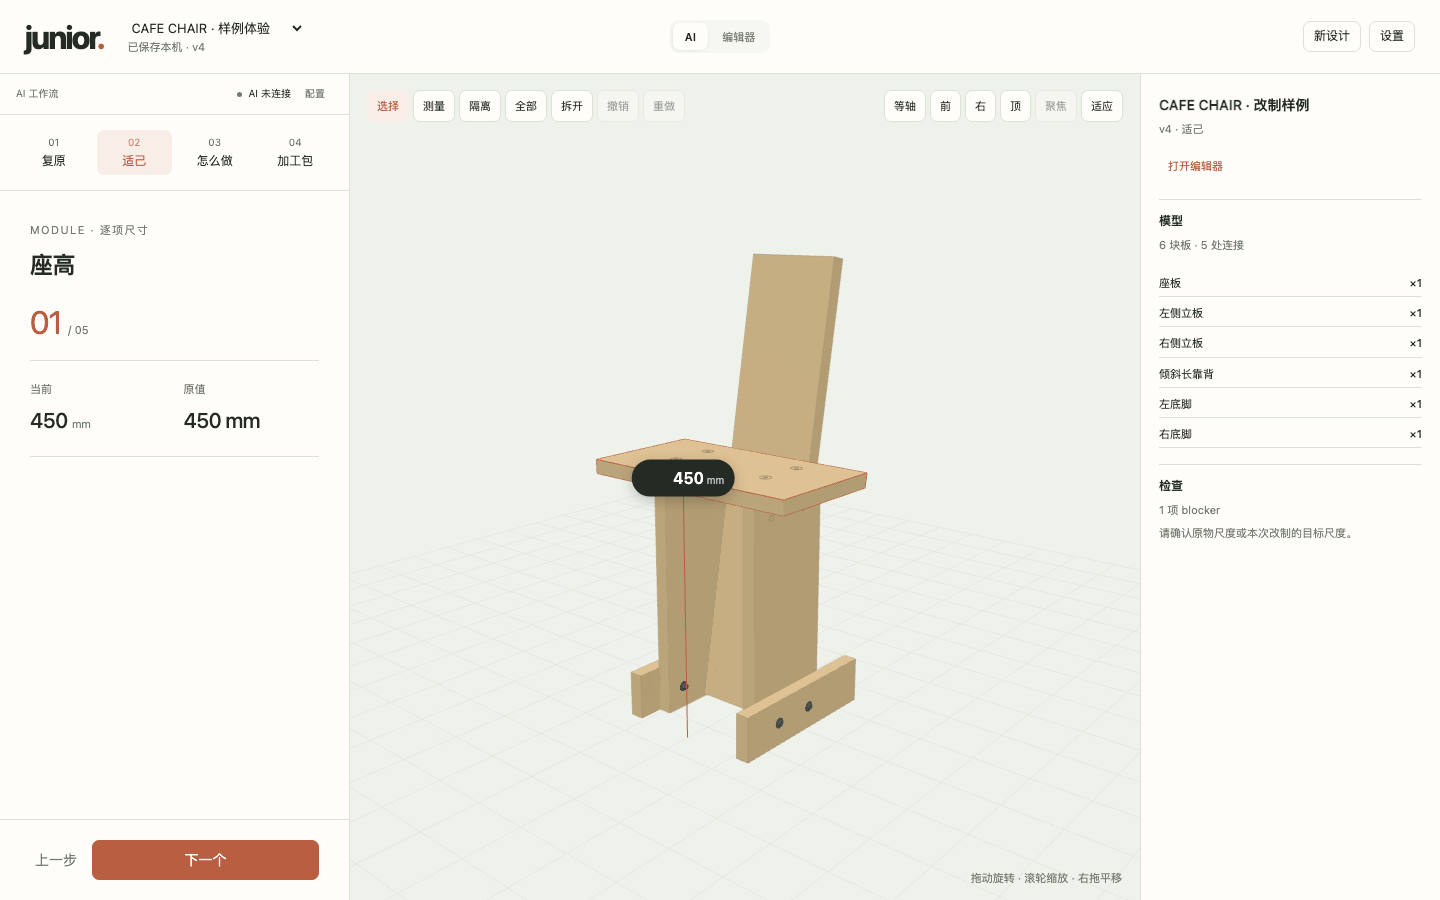 junior.
CAFE CHAIR · 样例体验
已保存本机 · v4
AI
编辑器
新设计
设置
AI 工作流
AI 未连接
配置
01
复原
02
适己
03
怎么做
04
加工包
MODULE · 逐项尺寸
座高
01 / 05
当前
原值
450 mm
450 mm
上一步
下一个
选择
测量
隔离
全部
拆开
撤销
重做
等轴
前
右
顶
聚焦
适应
450 mm
拖动旋转 · 滚轮缩放 · 右拖平移
CAFE CHAIR · 改制样例
v4 · 适己
打开编辑器
模型
6 块板 · 5 处连接
座板 ×1
左侧立板 ×1
右侧立板 ×1
倾斜长靠背 ×1
左底脚 ×1
右底脚 ×1
检查
1 项 blocker
请确认原物尺度或本次改制的目标尺度。